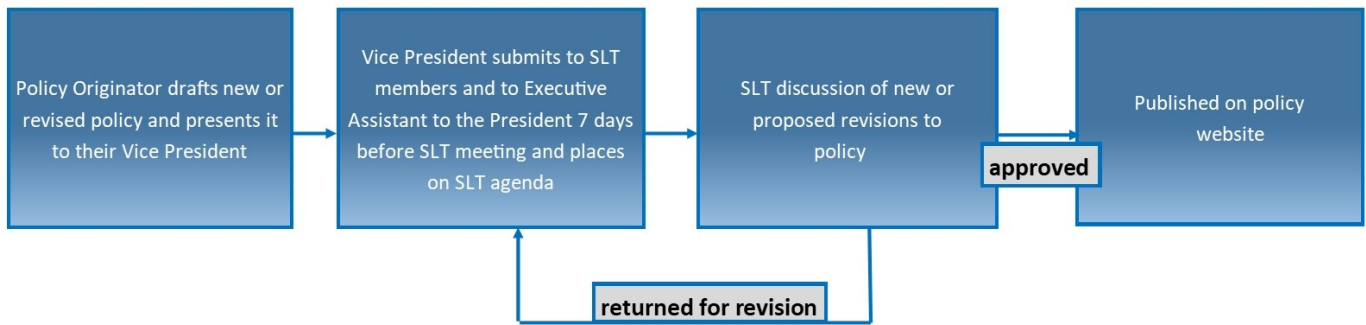 Policy Originator drafts new or
revised policy and presents it
to their Vice President
Vice President submits to SLT
members and to Executive
Assistant to the President 7 days
before SLT meeting and places
on SLT agenda
SLT discussion of new or
proposed revisions to
policy
approved
Published on policy
website
returned for revision